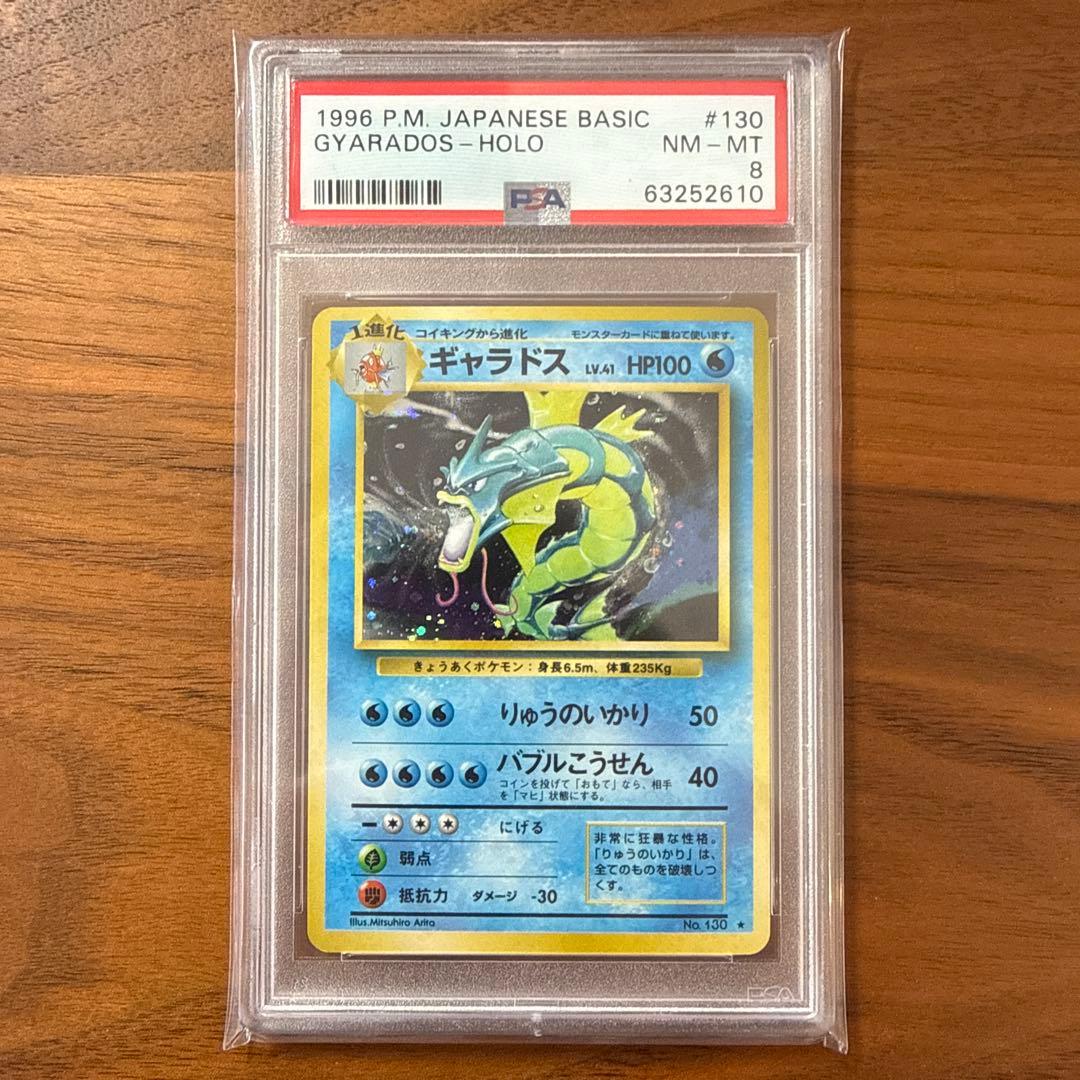 1996 P.M. JAPANESE BASIC #130
GYARADOS-HOLO NM-MT
8
PSA 63252610
1進化 コイキングから進化 モンスターカードに重ねて使います。
ギャラドス LV.41 HP100
きょうあくポケモン：身長6.5m、体重235Kg
りゅうのいかり 50
バブルこうせん 40
コインを投げて「おもて」なら、相手
を「マヒ」状態にする。
にげる
弱点
抵抗力 ダメージ -30
非常に狂暴な性格。
「りゅうのいかり」は、
全てのものを破壊しつ
くす。
Illus.Mitsuhiro Arita No.130 ★
PSA